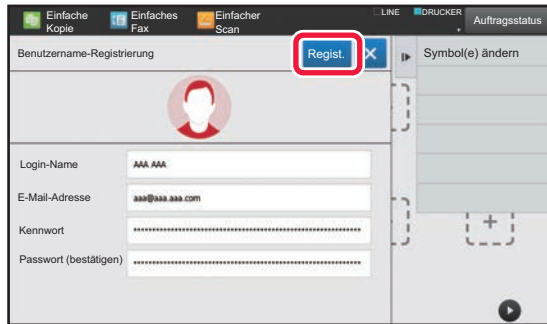 Einfache
Kopie
Einfaches
Fax
Einfacher
Scan
LINE
DRUCKER
Auftragsstatus
Benutzername-Registrierung
Regist.
Symbol(e) ändern
Login-Name
AAA AAA
E-Mail-Adresse
aaa@aaa.aaa.com
Kennwort
Passwort (bestätigen)